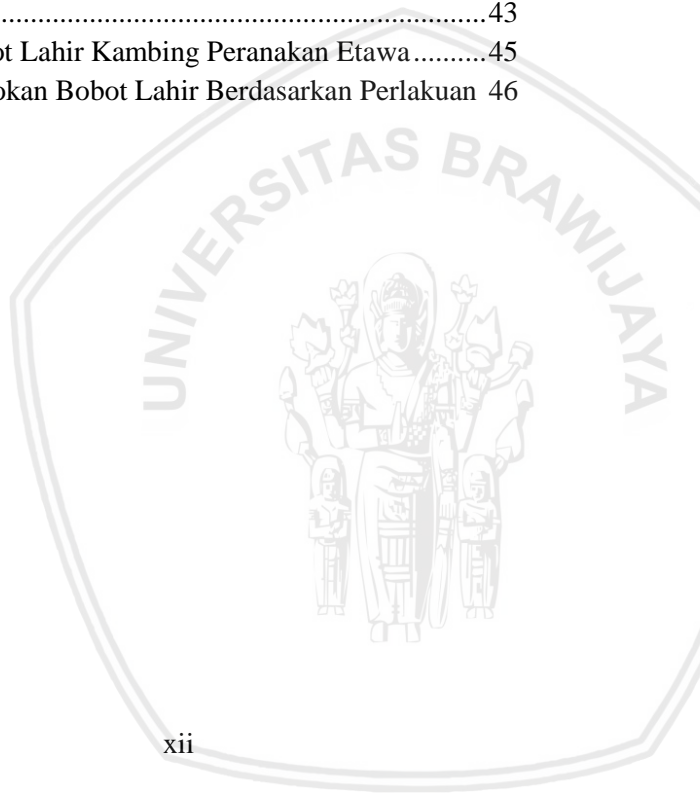 43
ot Lahir Kambing Peranakan Etawa..........45
okan Bobot Lahir Berdasarkan Perlakuan 46
UNIVERSITAS BRAWIJAYA
xii